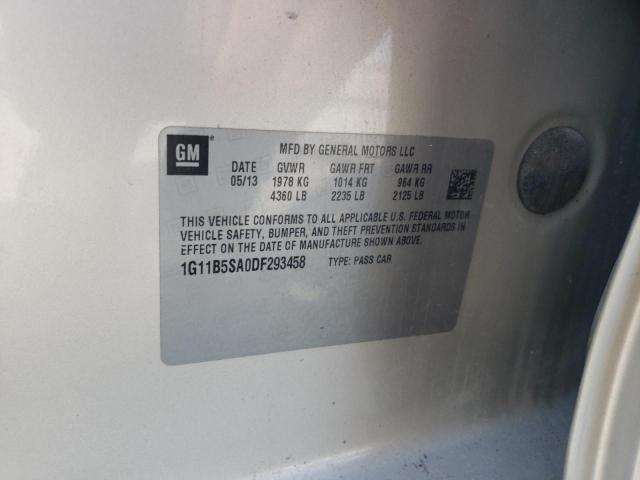 GM
MFD BY GENERAL MOTORS LLC
DATE GVWR GAWR FRT GAWR RR
05/13 1978 KG 1014 KG 964 KG
4360 LB 2235 LB 2125 LB
THIS VEHICLE CONFORMS TO ALL APPLICABLE U.S. FEDERAL MOTOR
VEHICLE SAFETY, BUMPER, AND THEFT PREVENTION STANDARDS IN
EFFECT ON THE DATE OF MANUFACTURE SHOWN ABOVE.
1G11B5SA0DF293458 TYPE: PASS CAR